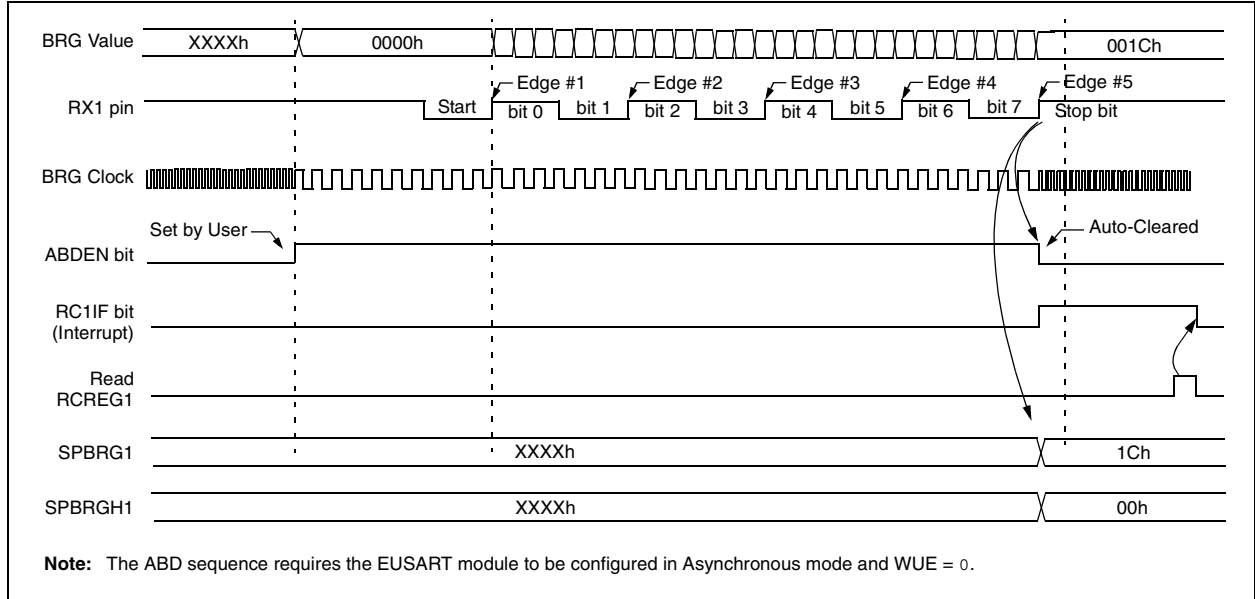 BRG Value XXXXh 0000h 001Ch
Edge #1 Edge #2 Edge #3 Edge #4 Edge #5
RX1 pin Start bit 0 bit 1 bit 2 bit 3 bit 4 bit 5 bit 6 bit 7 Stop bit
BRG Clock
Set by User Auto-Cleared
ABDEN bit
RC1IF bit
(Interrupt)
Read
RCREG1
SPBRG1 XXXXh 1Ch
SPBRGH1 XXXXh 00h
Note: The ABD sequence requires the EUSART module to be configured in Asynchronous mode and WUE = 0.